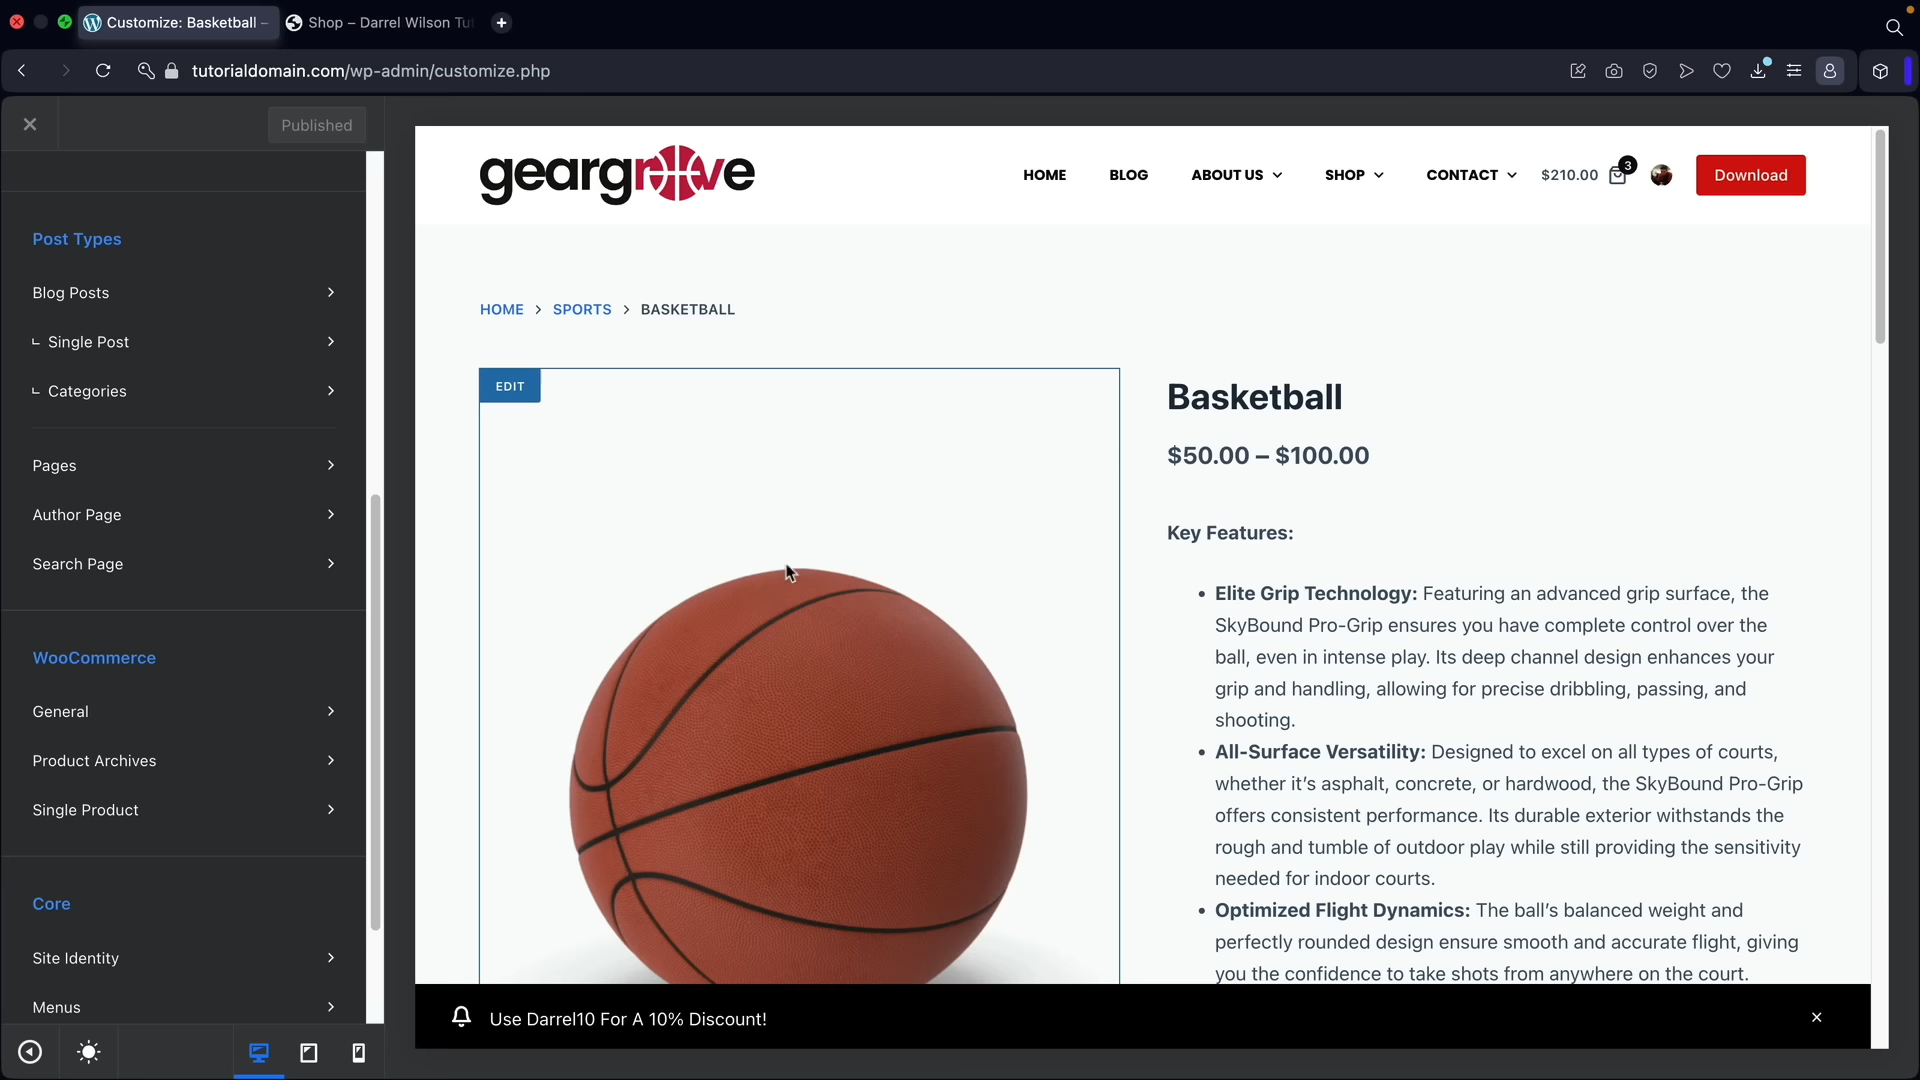 Customize: Basketball –
Shop – Darrel Wilson Tut
tutorialdomain.com/wp-admin/customize.php
Published
Post Types
Blog Posts
Single Post
Categories
Pages
Author Page
Search Page
WooCommerce
General
Product Archives
Single Product
Core
Site Identity
Menus
geargroove
HOME
BLOG
ABOUT US
SHOP
CONTACT
$210.00
3
Download
HOME > SPORTS > BASKETBALL
EDIT
Basketball
$50.00 – $100.00
Key Features:
• Elite Grip Technology: Featuring an advanced grip surface, the
SkyBound Pro-Grip ensures you have complete control over the
ball, even in intense play. Its deep channel design enhances your
grip and handling, allowing for precise dribbling, passing, and
shooting.
• All-Surface Versatility: Designed to excel on all types of courts,
whether it’s asphalt, concrete, or hardwood, the SkyBound Pro-Grip
offers consistent performance. Its durable exterior withstands the
rough and tumble of outdoor play while still providing the sensitivity
needed for indoor courts.
• Optimized Flight Dynamics: The ball’s balanced weight and
perfectly rounded design ensure smooth and accurate flight, giving
you the confidence to take shots from anywhere on the court.
Use Darrel10 For A 10% Discount!